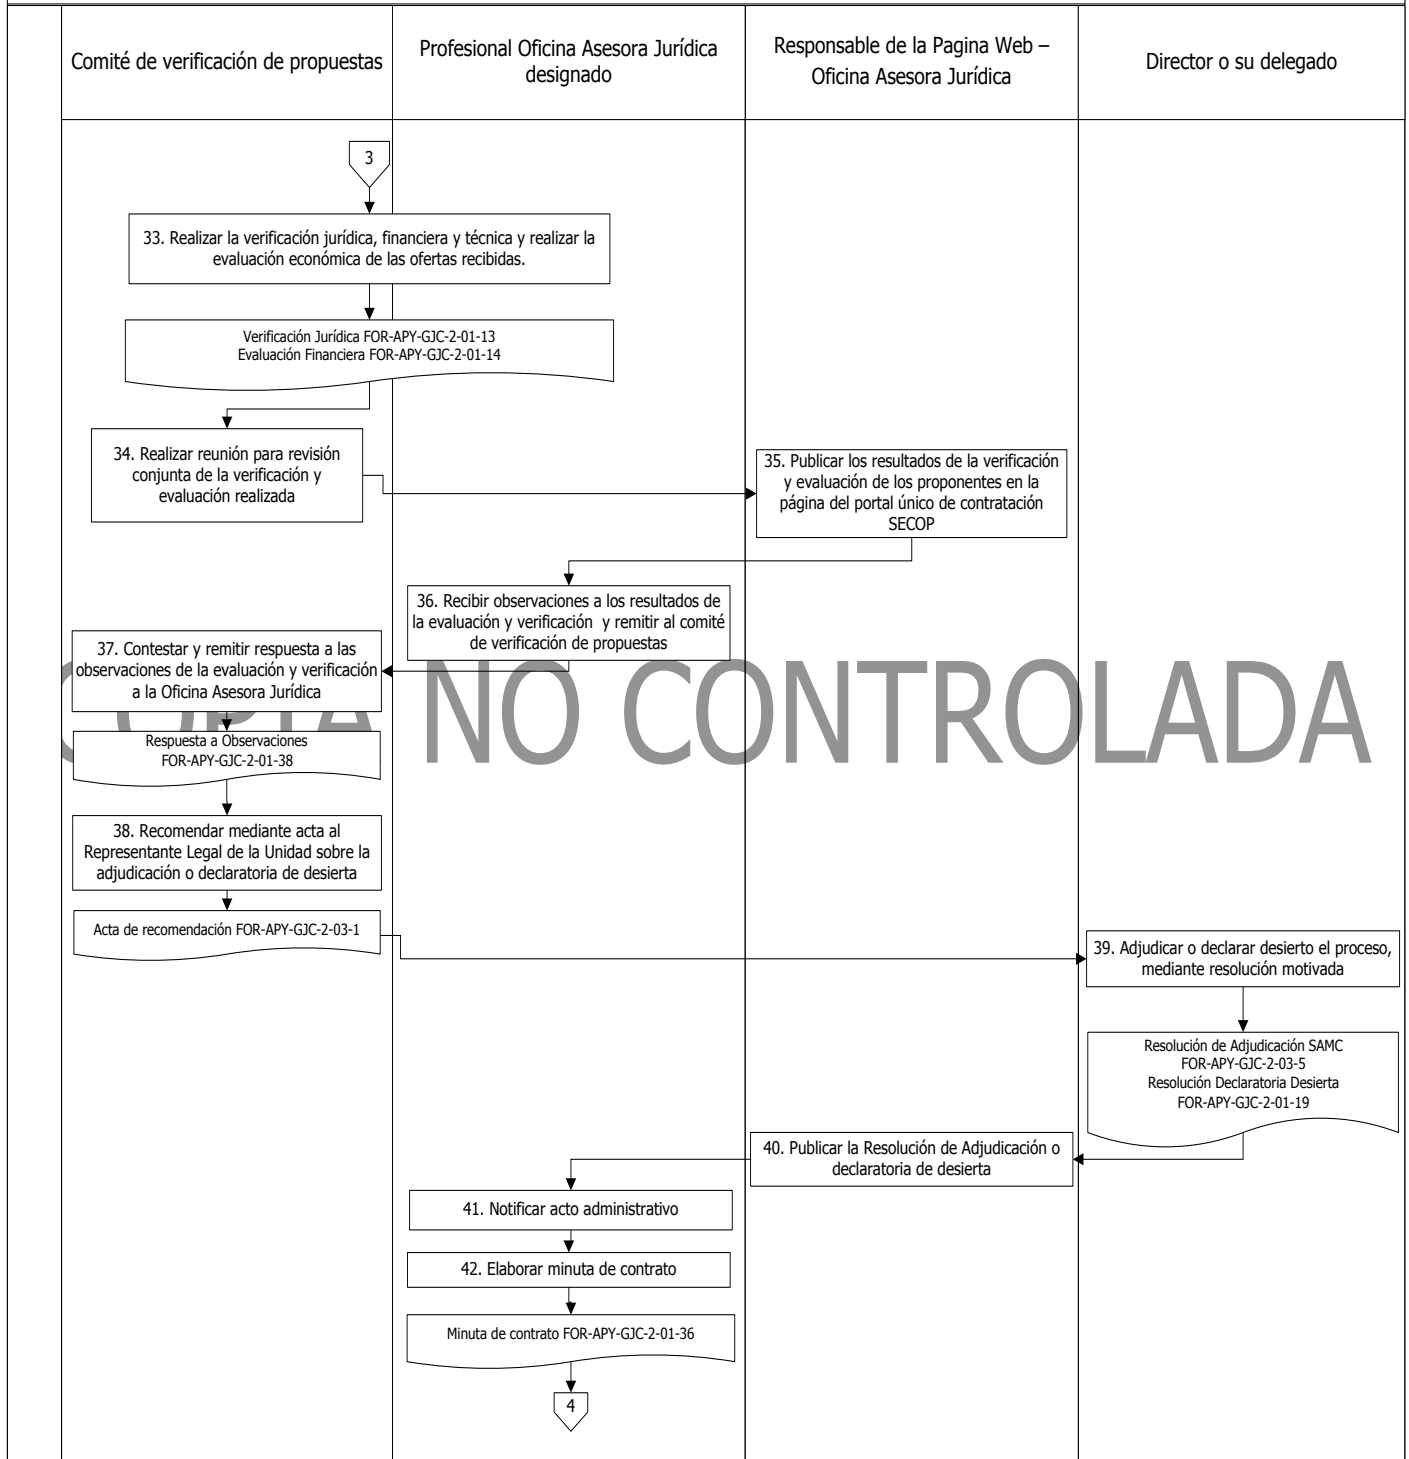 Comité de verificación de propuestas
Profesional Oficina Asesora Jurídica
designado
Responsable de la Pagina Web –
Oficina Asesora Jurídica
Director o su delegado
3
33. Realizar la verificación jurídica, financiera y técnica y realizar la
evaluación económica de las ofertas recibidas.
Verificación Jurídica FOR-APY-GJC-2-01-13
Evaluación Financiera FOR-APY-GJC-2-01-14
34. Realizar reunión para revisión
conjunta de la verificación y
evaluación realizada
35. Publicar los resultados de la verificación
y evaluación de los proponentes en la
página del portal único de contratación
SECOP
36. Recibir observaciones a los resultados de
la evaluación y verificación y remitir al comité
de verificación de propuestas
37. Contestar y remitir respuesta a las
observaciones de la evaluación y verificación
a la Oficina Asesora Jurídica
COPIA NO CONTROLADA
Respuesta a Observaciones
FOR-APY-GJC-2-01-38
38. Recomendar mediante acta al
Representante Legal de la Unidad sobre la
adjudicación o declaratoria de desierta
Acta de recomendación FOR-APY-GJC-2-03-1
39. Adjudicar o declarar desierto el proceso,
mediante resolución motivada
Resolución de Adjudicación SAMC
FOR-APY-GJC-2-03-5
Resolución Declaratoria Desierta
FOR-APY-GJC-2-01-19
40. Publicar la Resolución de Adjudicación o
declaratoria de desierta
41. Notificar acto administrativo
42. Elaborar minuta de contrato
Minuta de contrato FOR-APY-GJC-2-01-36
4